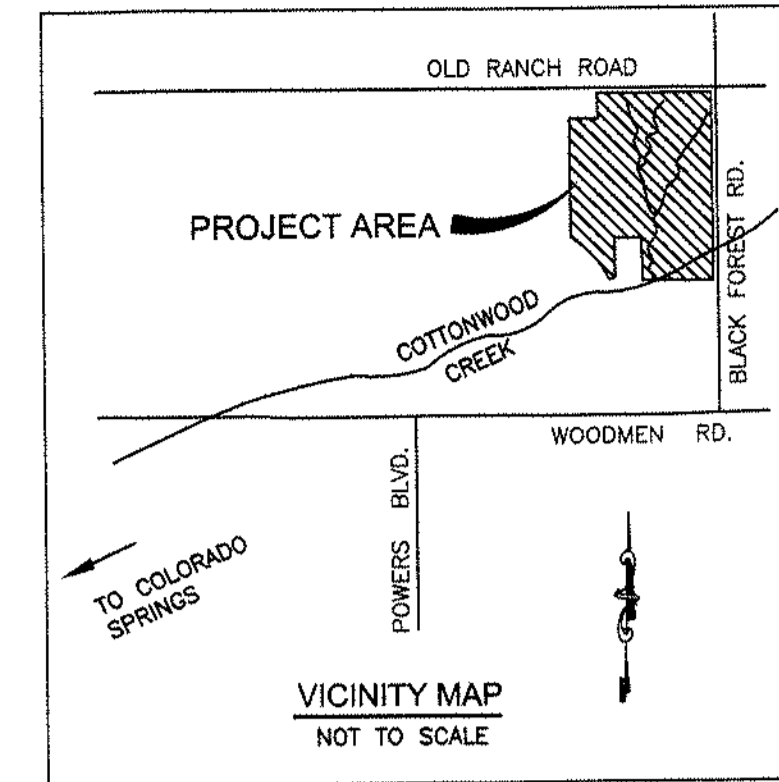 OLD RANCH ROAD
PROJECT AREA
BLACK FOREST RD.
COTTONWOOD
CREEK
WOODMEN RD.
POWERS BLVD.
TO COLORADO
SPRINGS
VICINITY MAP
NOT TO SCALE